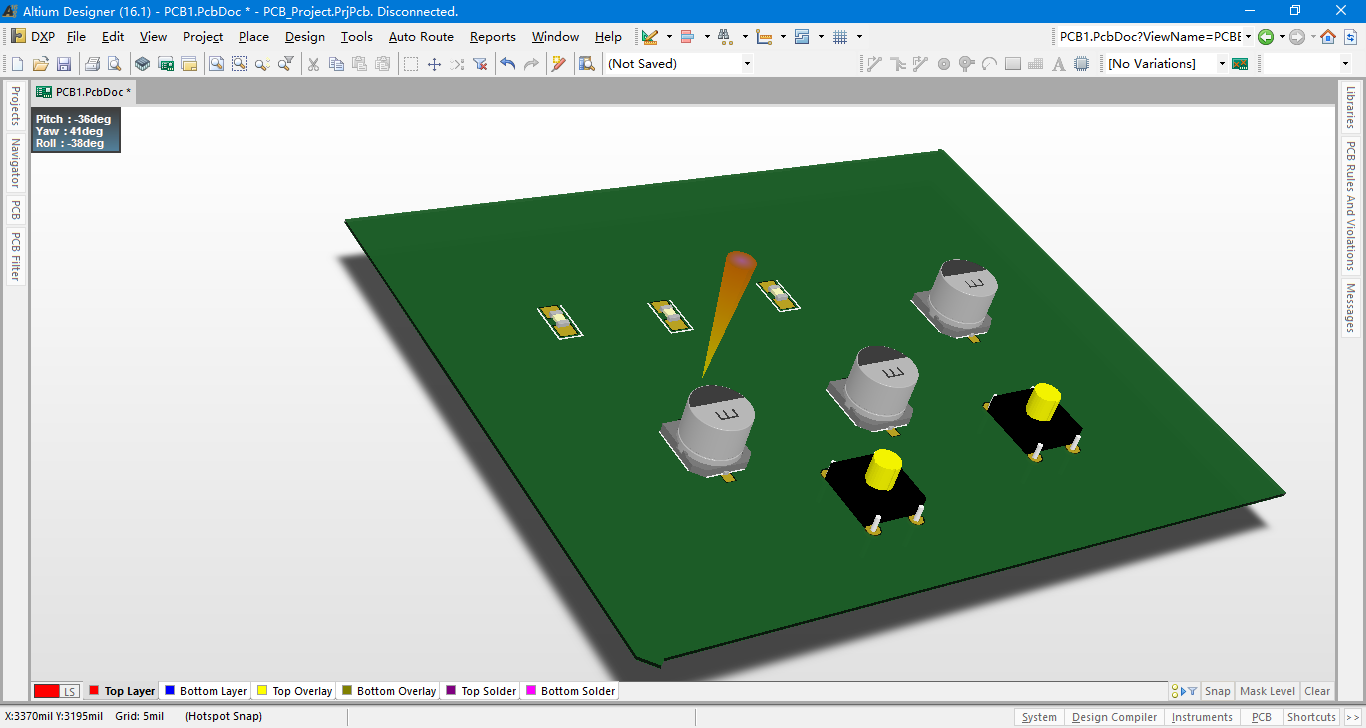 Altium Designer (16.1) - PCB1.PcbDoc * - PCB_Project.PrjPcb. Disconnected.
DXP File Edit View Project Place Design Tools Auto Route Reports Window Help PCB1.PcbDoc?ViewName=PCBE
(Not Saved) [No Variations]
PCB1.PcbDoc *
Pitch : -36deg
Yaw : 41deg
Roll : -38deg
Projects
Navigator
PCB
PCB Filter
Libraries
PCB Rules And Violations
Messages
E
E
E
LS Top Layer Bottom Layer Top Overlay Bottom Overlay Top Solder Bottom Solder Snap Mask Level Clear
X:3370mil Y:3195mil Grid: 5mil (Hotspot Snap) System Design Compiler Instruments PCB Shortcuts >>